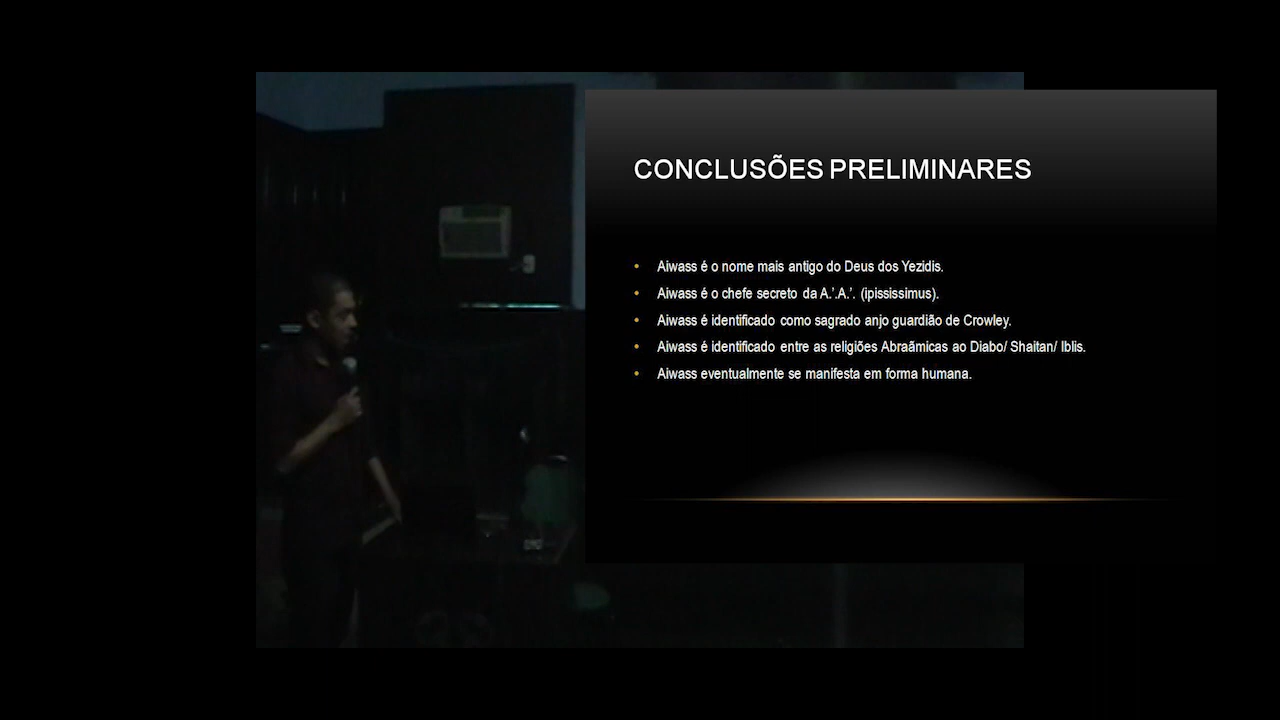 CONCLUSÕES PRELIMINARES
• Aiwass é o nome mais antigo do Deus dos Yezidis.
• Aiwass é o chefe secreto da A.'.A.'. (ipsissimus).
• Aiwass é identificado como sagrado anjo guardião de Crowley.
• Aiwass é identificado entre as religiões Abraãmicas ao Diabo/ Shaitan/ Iblis.
• Aiwass eventualmente se manifesta em forma humana.